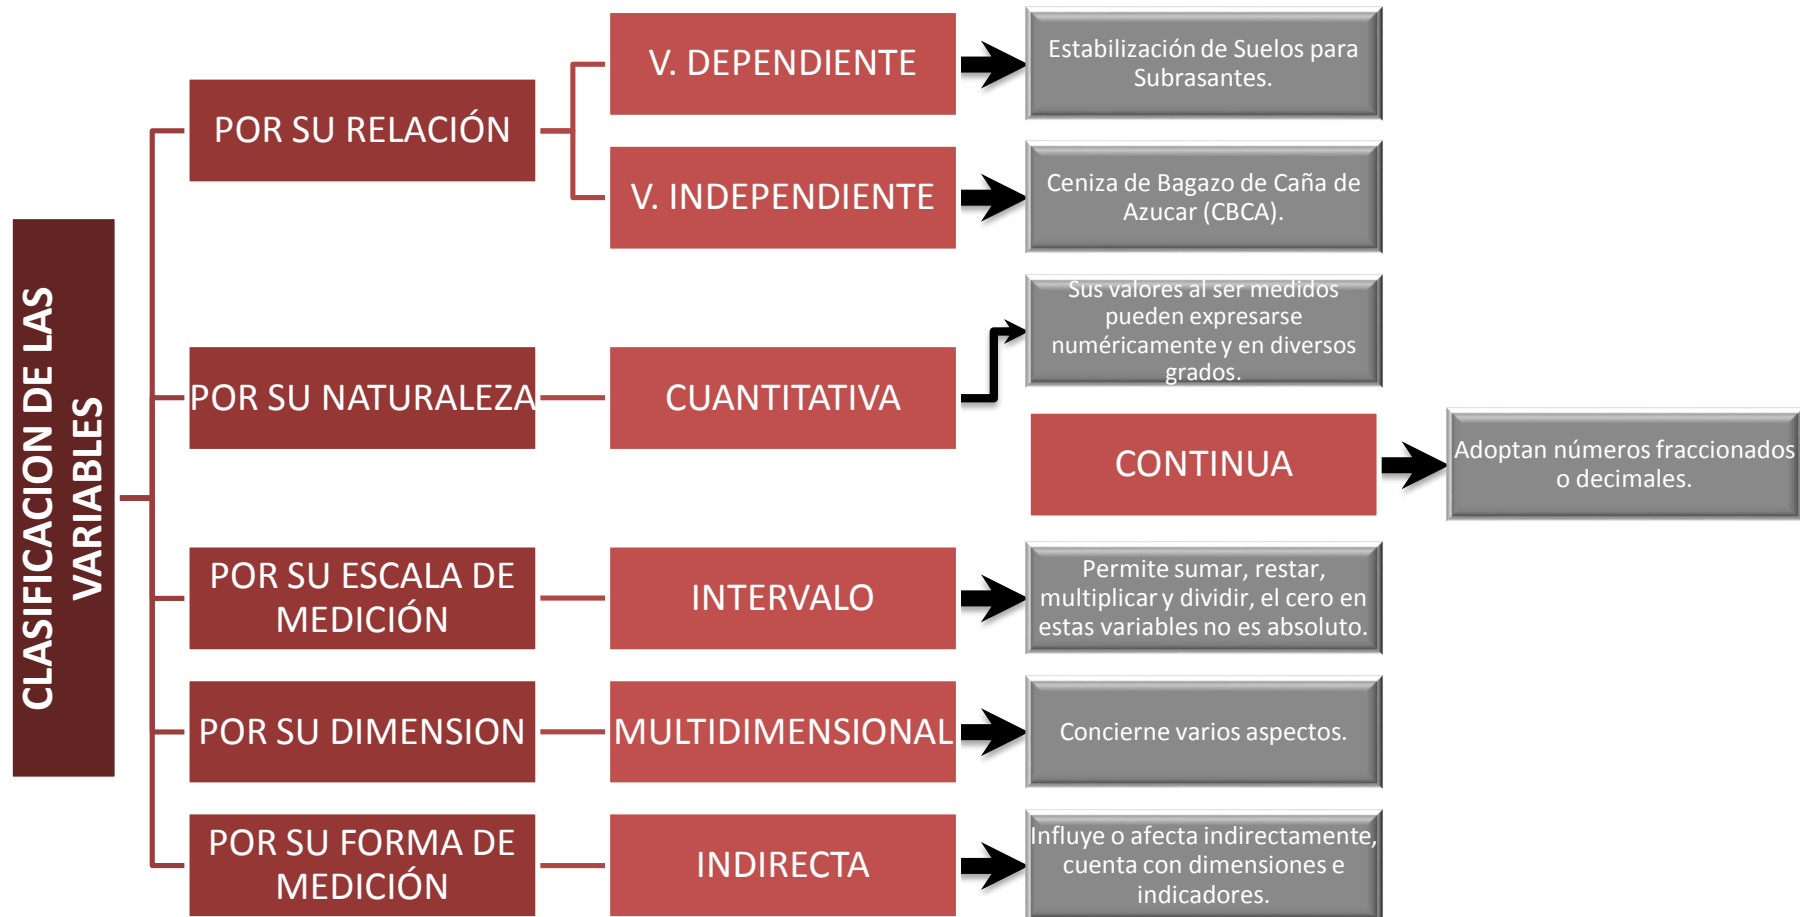 CLASIFICACION DE LAS
VARIABLES
POR SU RELACIÓN
V. DEPENDIENTE
Estabilización de Suelos para
Subrasantes.
V. INDEPENDIENTE
Ceniza de Bagazo de Caña de
Azucar (CBCA).
POR SU NATURALEZA
CUANTITATIVA
Sus valores al ser medidos
pueden expresarse
numéricamente y en diversos
grados.
CONTINUA
Adoptan números fraccionados
o decimales.
POR SU ESCALA DE
MEDICIÓN
INTERVALO
Permite sumar, restar,
multiplicar y dividir, el cero en
estas variables no es absoluto.
POR SU DIMENSION
MULTIDIMENSIONAL
Concierne varios aspectos.
POR SU FORMA DE
MEDICIÓN
INDIRECTA
Influye o afecta indirectamente,
cuenta con dimensiones e
indicadores.